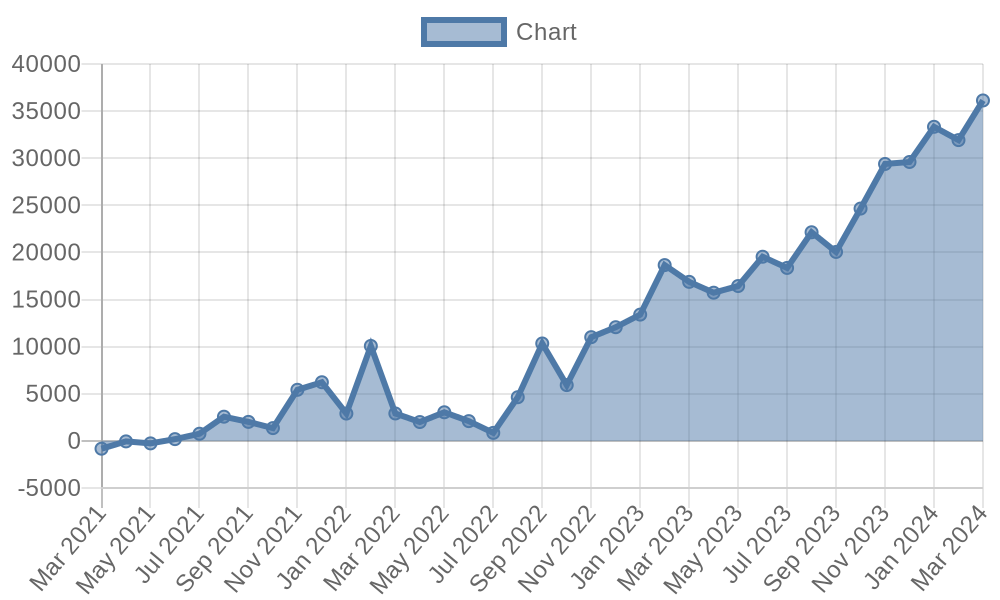 Chart
40000
35000
30000
25000
20000
15000
10000
5000
0
-5000
Mar 2021
May 2021
Jul 2021
Sep 2021
Nov 2021
Jan 2022
Mar 2022
May 2022
Jul 2022
Sep 2022
Nov 2022
Jan 2023
Mar 2023
May 2023
Jul 2023
Sep 2023
Nov 2023
Jan 2024
Mar 2024